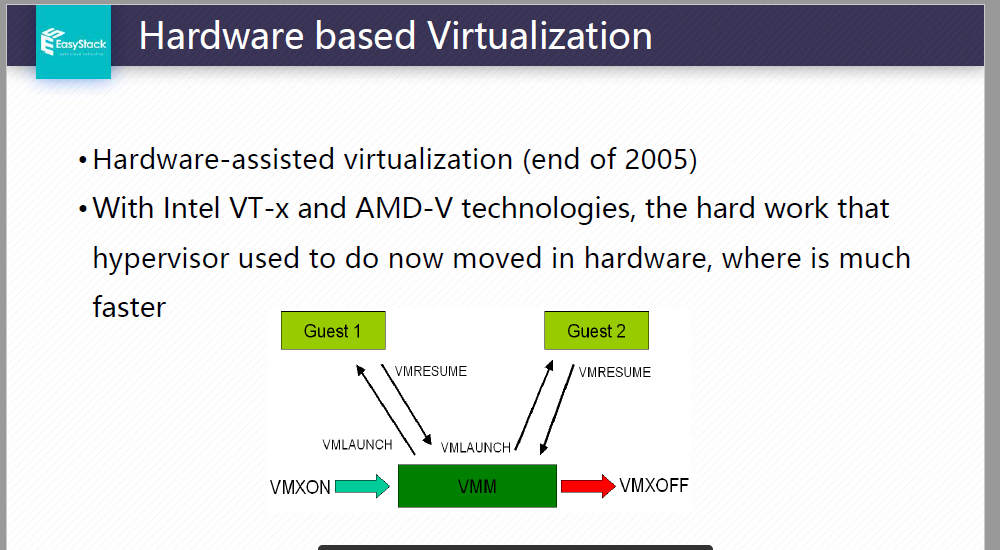 EasyStack
Hardware based Virtualization
• Hardware-assisted virtualization (end of 2005)
• With Intel VT-x and AMD-V technologies, the hard work that
hypervisor used to do now moved in hardware, where is much
faster
Guest 1
Guest 2
VMRESUME
VMRESUME
VMLAUNCH
VMLAUNCH
VMXON
VMM
VMXOFF